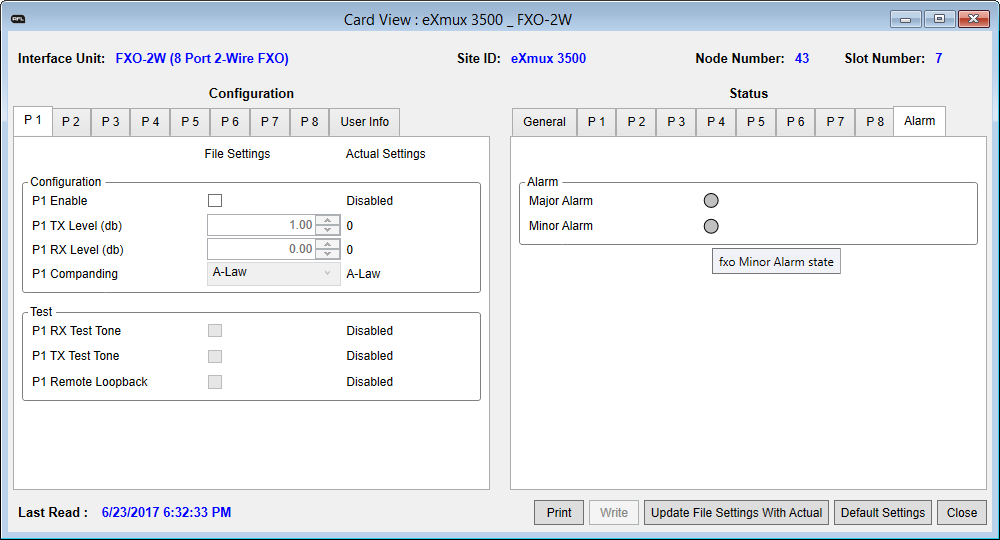 RFL
Card View : eXmux 3500 _ FXO-2W
Interface Unit: FXO-2W (8 Port 2-Wire FXO) Site ID: eXmux 3500 Node Number: 43 Slot Number: 7
Configuration
P 1 P 2 P 3 P 4 P 5 P 6 P 7 P 8 User Info
File Settings Actual Settings
Configuration
P1 Enable Disabled
P1 TX Level (db) 1.00 0
P1 RX Level (db) 0.00 0
P1 Companding A-Law A-Law
Test
P1 RX Test Tone Disabled
P1 TX Test Tone Disabled
P1 Remote Loopback Disabled
Status
General P 1 P 2 P 3 P 4 P 5 P 6 P 7 P 8 Alarm
Alarm
Major Alarm
Minor Alarm
fxo Minor Alarm state
Last Read : 6/23/2017 6:32:33 PM
Print Write Update File Settings With Actual Default Settings Close